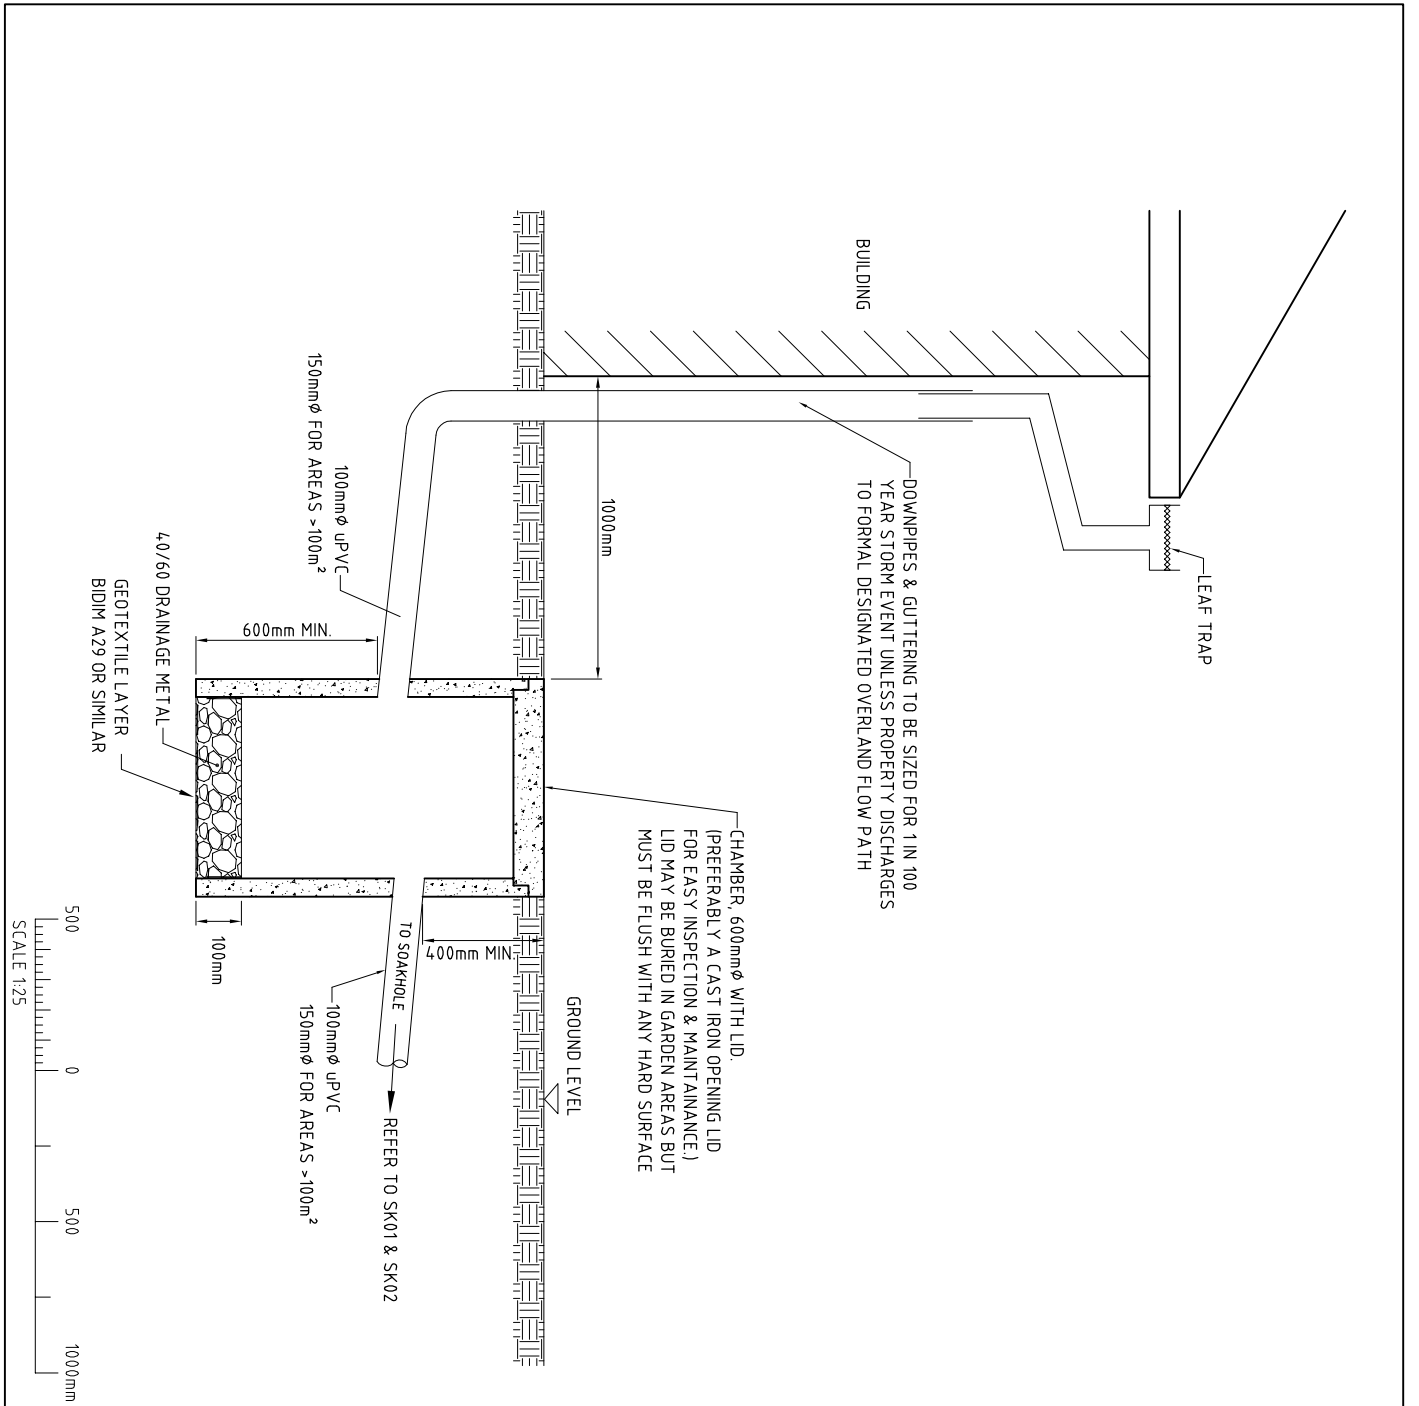 LEAF TRAP
DOWNPIPES & GUTTERING TO BE SIZED FOR 1 IN 100
YEAR STORM EVENT UNLESS PROPERTY DISCHARGES
TO FORMAL DESIGNATED OVERLAND FLOW PATH
BUILDING
CHAMBER, 600mmØ WITH LID.
(PREFERABLY A CAST IRON OPENING LID
FOR EASY INSPECTION & MAINTAINANCE.)
LID MAY BE BURIED IN GARDEN AREAS BUT
MUST BE FLUSH WITH ANY HARD SURFACE
1000mm
GROUND LEVEL
400mm MIN.
TO SOAKHOLE
REFER TO SK01 & SK02
100mmØ uPVC
150mmØ FOR AREAS >100m²
100mmØ uPVC
150mmØ FOR AREAS >100m²
600mm MIN.
100mm
40/60 DRAINAGE METAL
GEOTEXTILE LAYER
BIDIM A29 OR SIMILAR
500 0 500 1000mm
SCALE 1:25